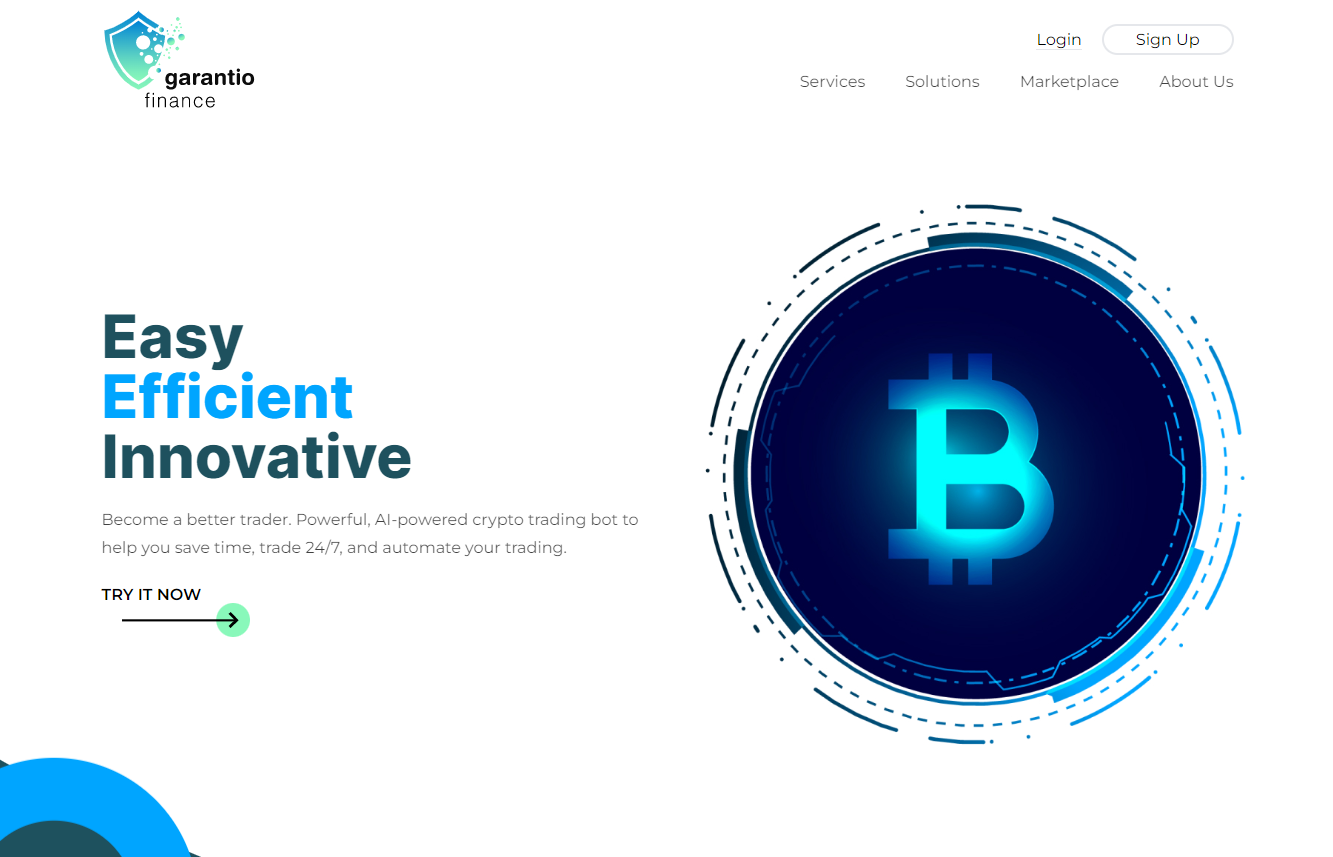 garantio
finance
Login
Sign Up
Services
Solutions
Marketplace
About Us
Easy
Efficient
Innovative
Become a better trader. Powerful, AI-powered crypto trading bot to
help you save time, trade 24/7, and automate your trading.
TRY IT NOW